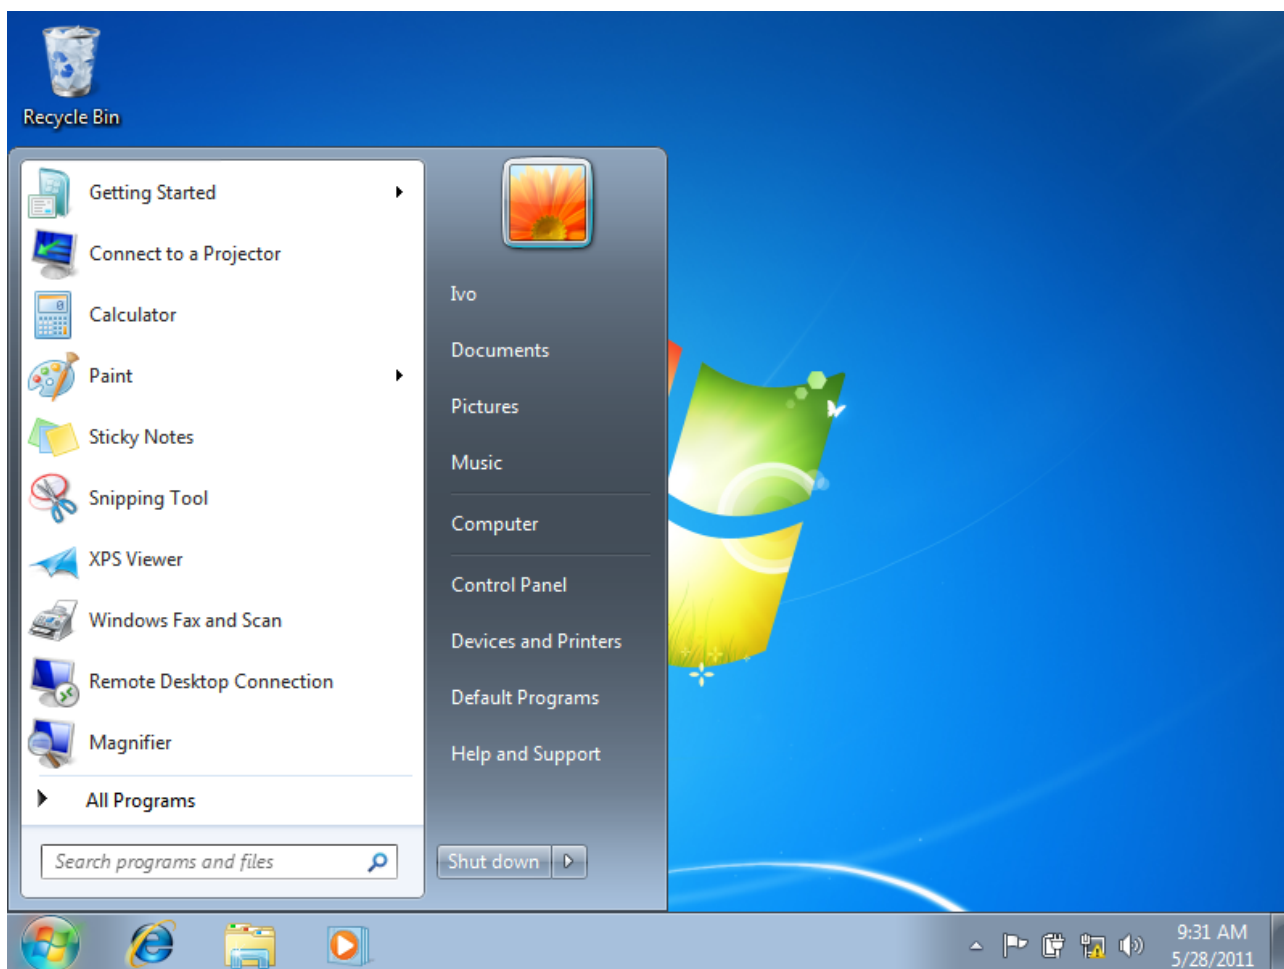 Recycle Bin
Getting Started
Connect to a Projector
Calculator
Paint
Sticky Notes
Snipping Tool
XPS Viewer
Windows Fax and Scan
Remote Desktop Connection
Magnifier
All Programs
Search programs and files
Ivo
Documents
Pictures
Music
Computer
Control Panel
Devices and Printers
Default Programs
Help and Support
Shut down
9:31 AM
5/28/2011